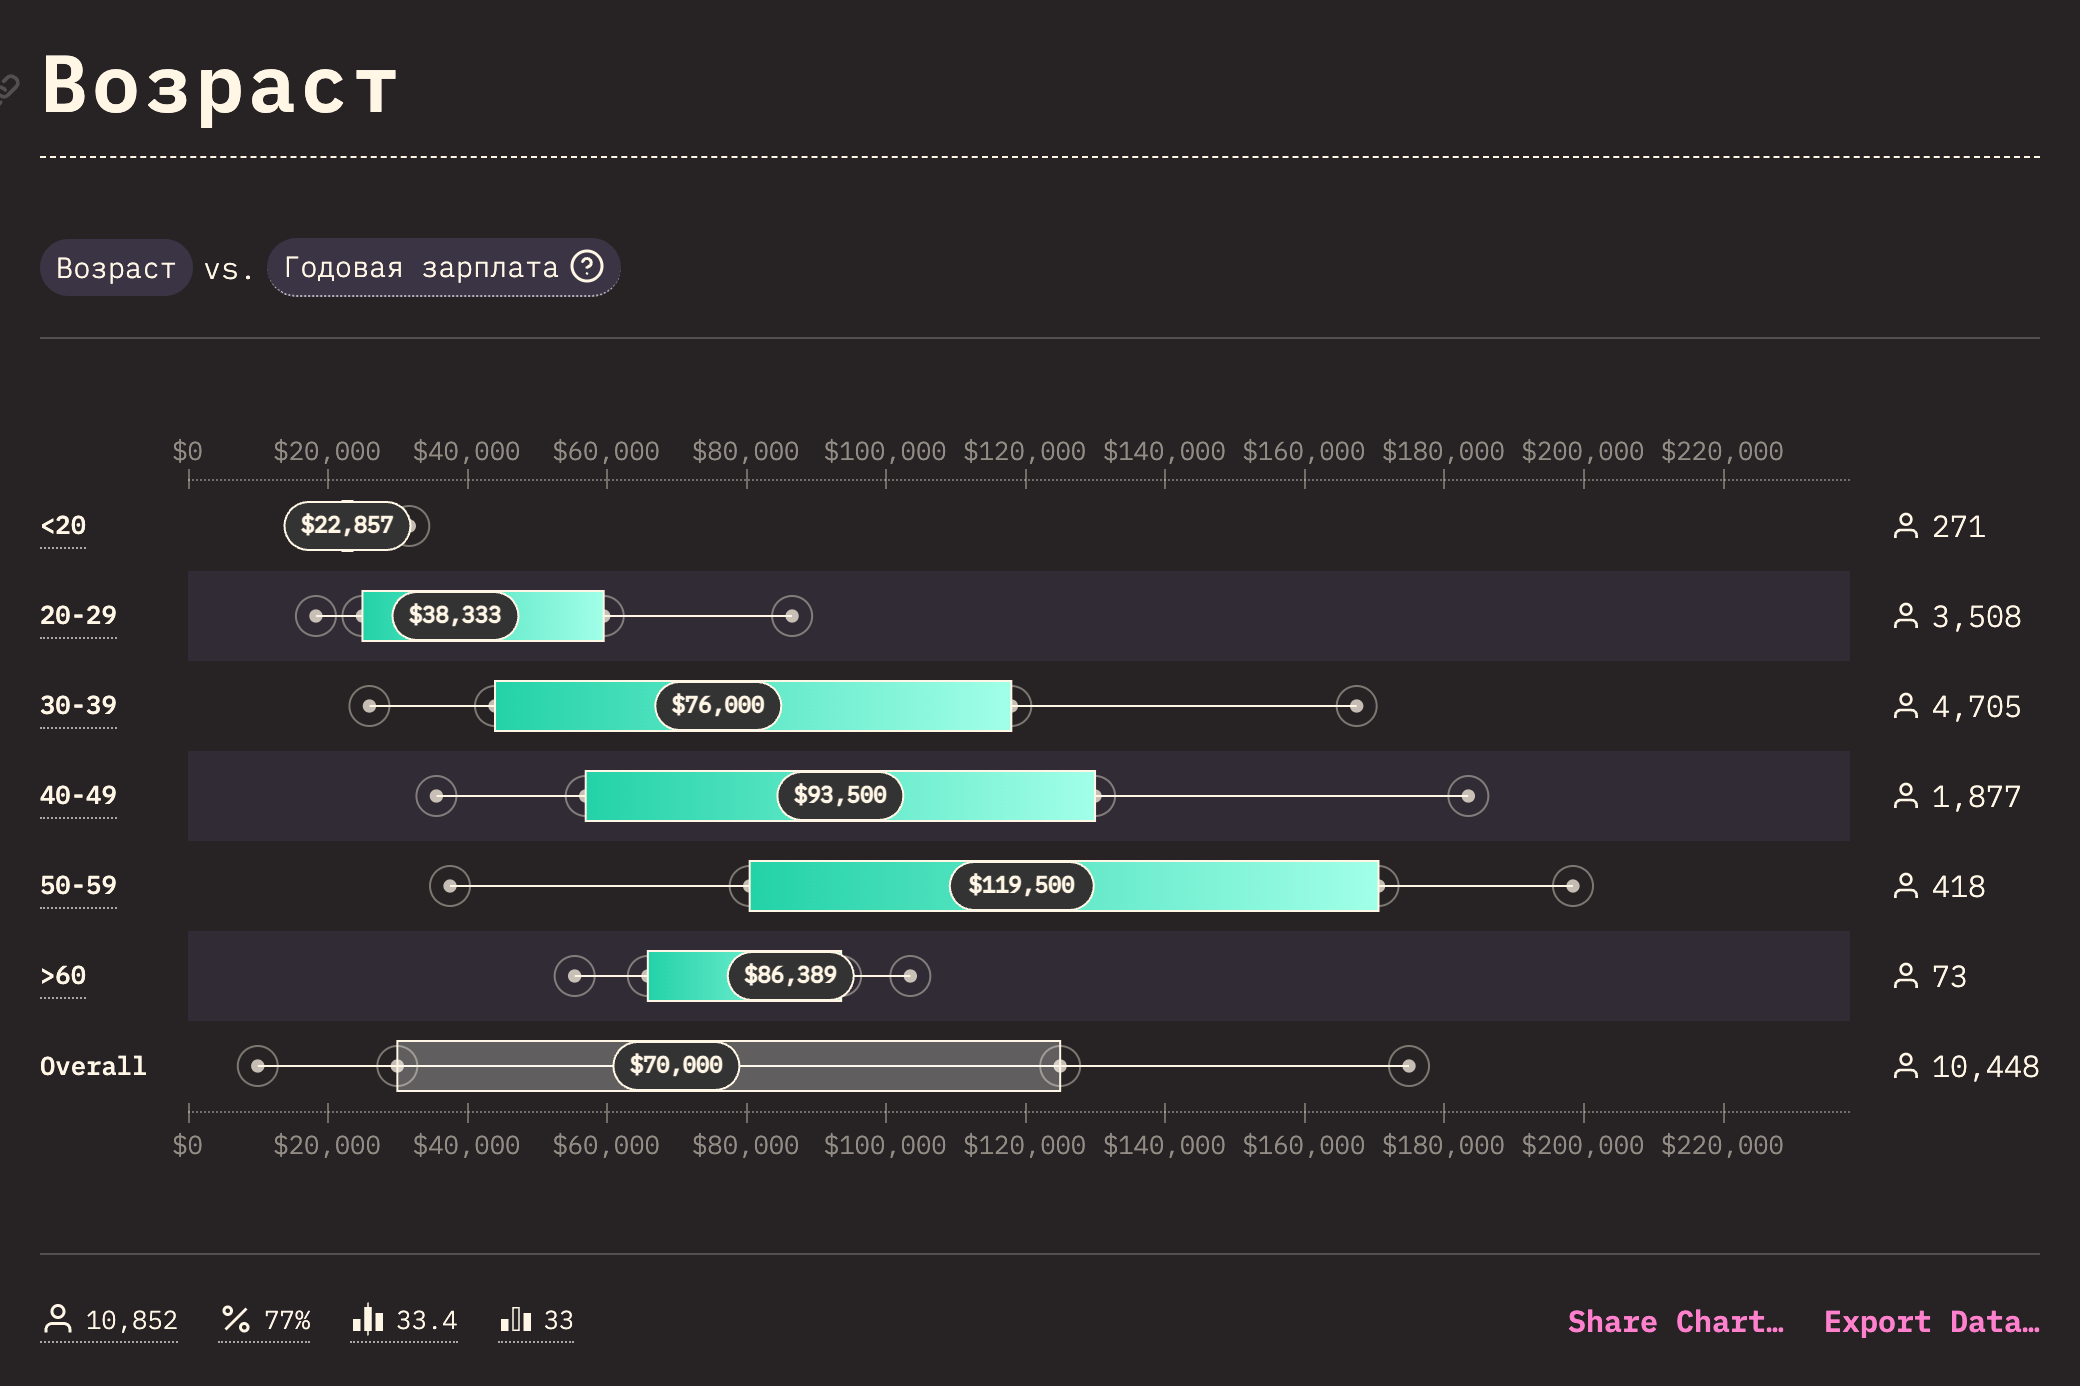 Возраст
Возраст vs. Годовая зарплата ?
$0 $20,000 $40,000 $60,000 $80,000 $100,000 $120,000 $140,000 $160,000 $180,000 $200,000 $220,000
<20 $22,857 271
20-29 $38,333 3,508
30-39 $76,000 4,705
40-49 $93,500 1,877
50-59 $119,500 418
>60 $86,389 73
Overall $70,000 10,448
$0 $20,000 $40,000 $60,000 $80,000 $100,000 $120,000 $140,000 $160,000 $180,000 $200,000 $220,000
10,852 77% 33.4 33 Share Chart… Export Data…